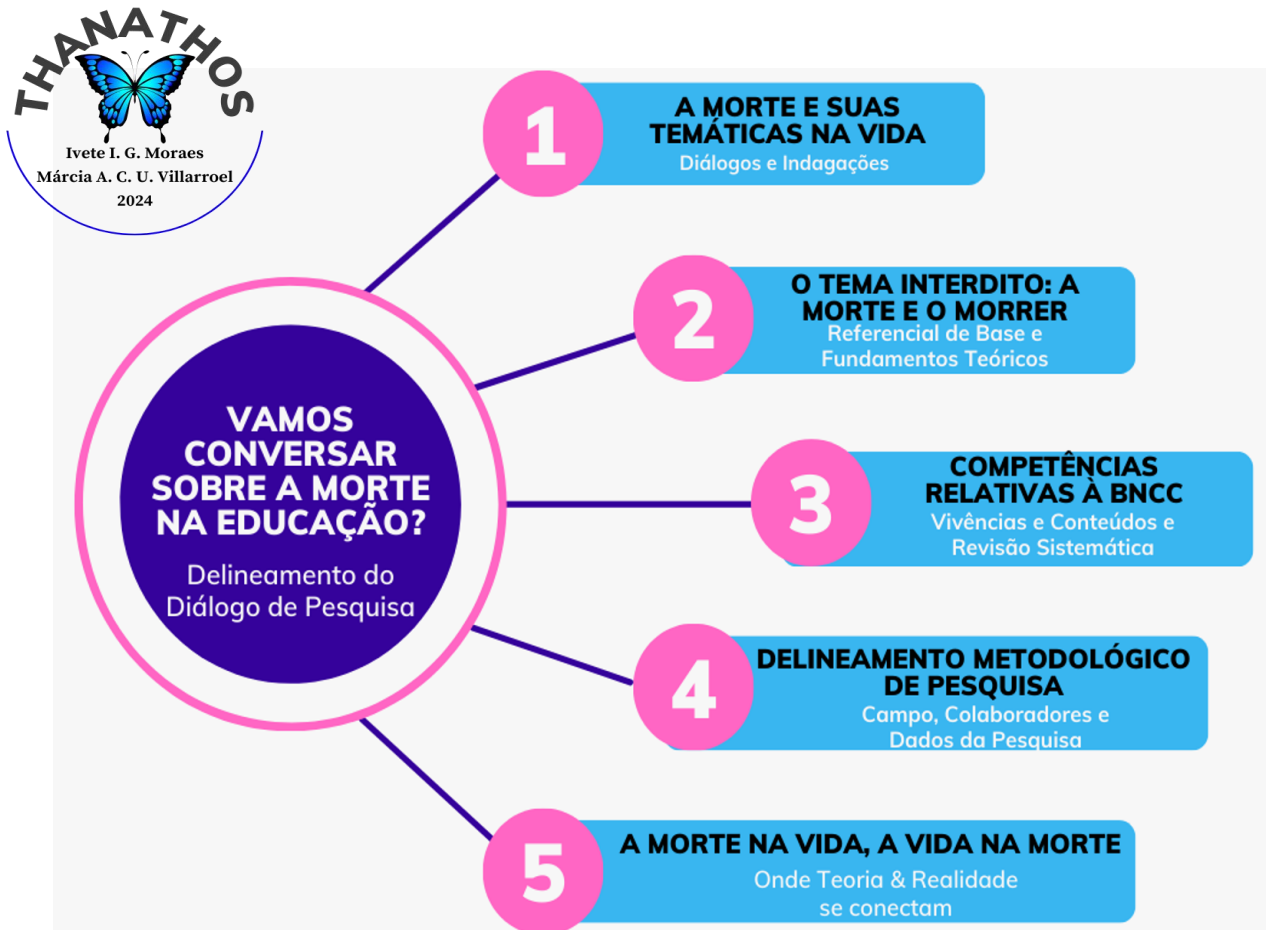 THANATHOS
Ivete I. G. Moraes
Márcia A. C. U. Villarroel
2024
1
A MORTE E SUAS
TEMÁTICAS NA VIDA
Diálogos e Indagações
2
O TEMA INTERDITO: A
MORTE E O MORRER
Referencial de Base e
Fundamentos Teóricos
VAMOS
CONVERSAR
SOBRE A MORTE
NA EDUCAÇÃO?
Delineamento do
Diálogo de Pesquisa
3
COMPETÊNCIAS
RELATIVAS À BNCC
Vivências e Conteúdos e
Revisão Sistemática
4
DELINEAMENTO METODOLÓGICO
DE PESQUISA
Campo, Colaboradores e
Dados da Pesquisa
5
A MORTE NA VIDA, A VIDA NA MORTE
Onde Teoria & Realidade
se conectam